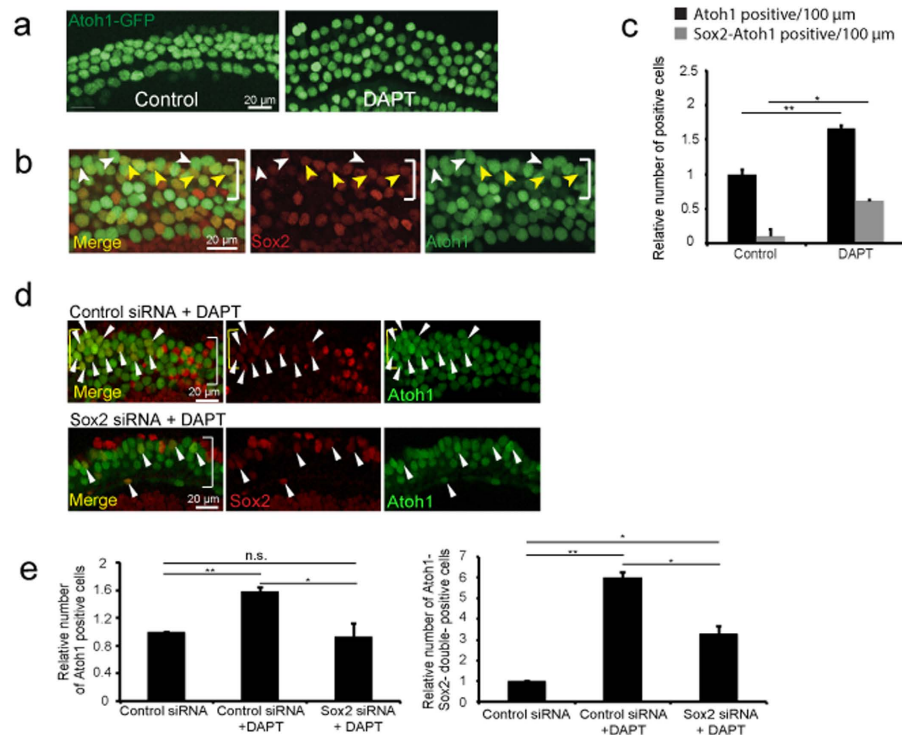 a
Atoh1-GFP
Control
20 µm
DAPT
b
Merge
20 µm
Sox2
Atoh1
c
Atoh1 positive/100 µm
Sox2-Atoh1 positive/100 µm
Relative number of positive cells
2.5
2
1.5
1
0.5
0
*
**
Control
DAPT
d
Control siRNA + DAPT
Merge
20 µm
Atoh1
Sox2 siRNA + DAPT
Merge
20 µm
Sox2
Atoh1
e
Relative number
of Atoh1 positive cells
2
1.6
1.2
0.8
0.4
0
n.s.
**
*
Control siRNA
Control siRNA
+DAPT
Sox2 siRNA
+ DAPT
Relative number of Atoh1-
Sox2- double- positive cells
7
6
5
4
3
2
1
0
*
**
*
Control siRNA
Control siRNA
+DAPT
Sox2 siRNA
+ DAPT